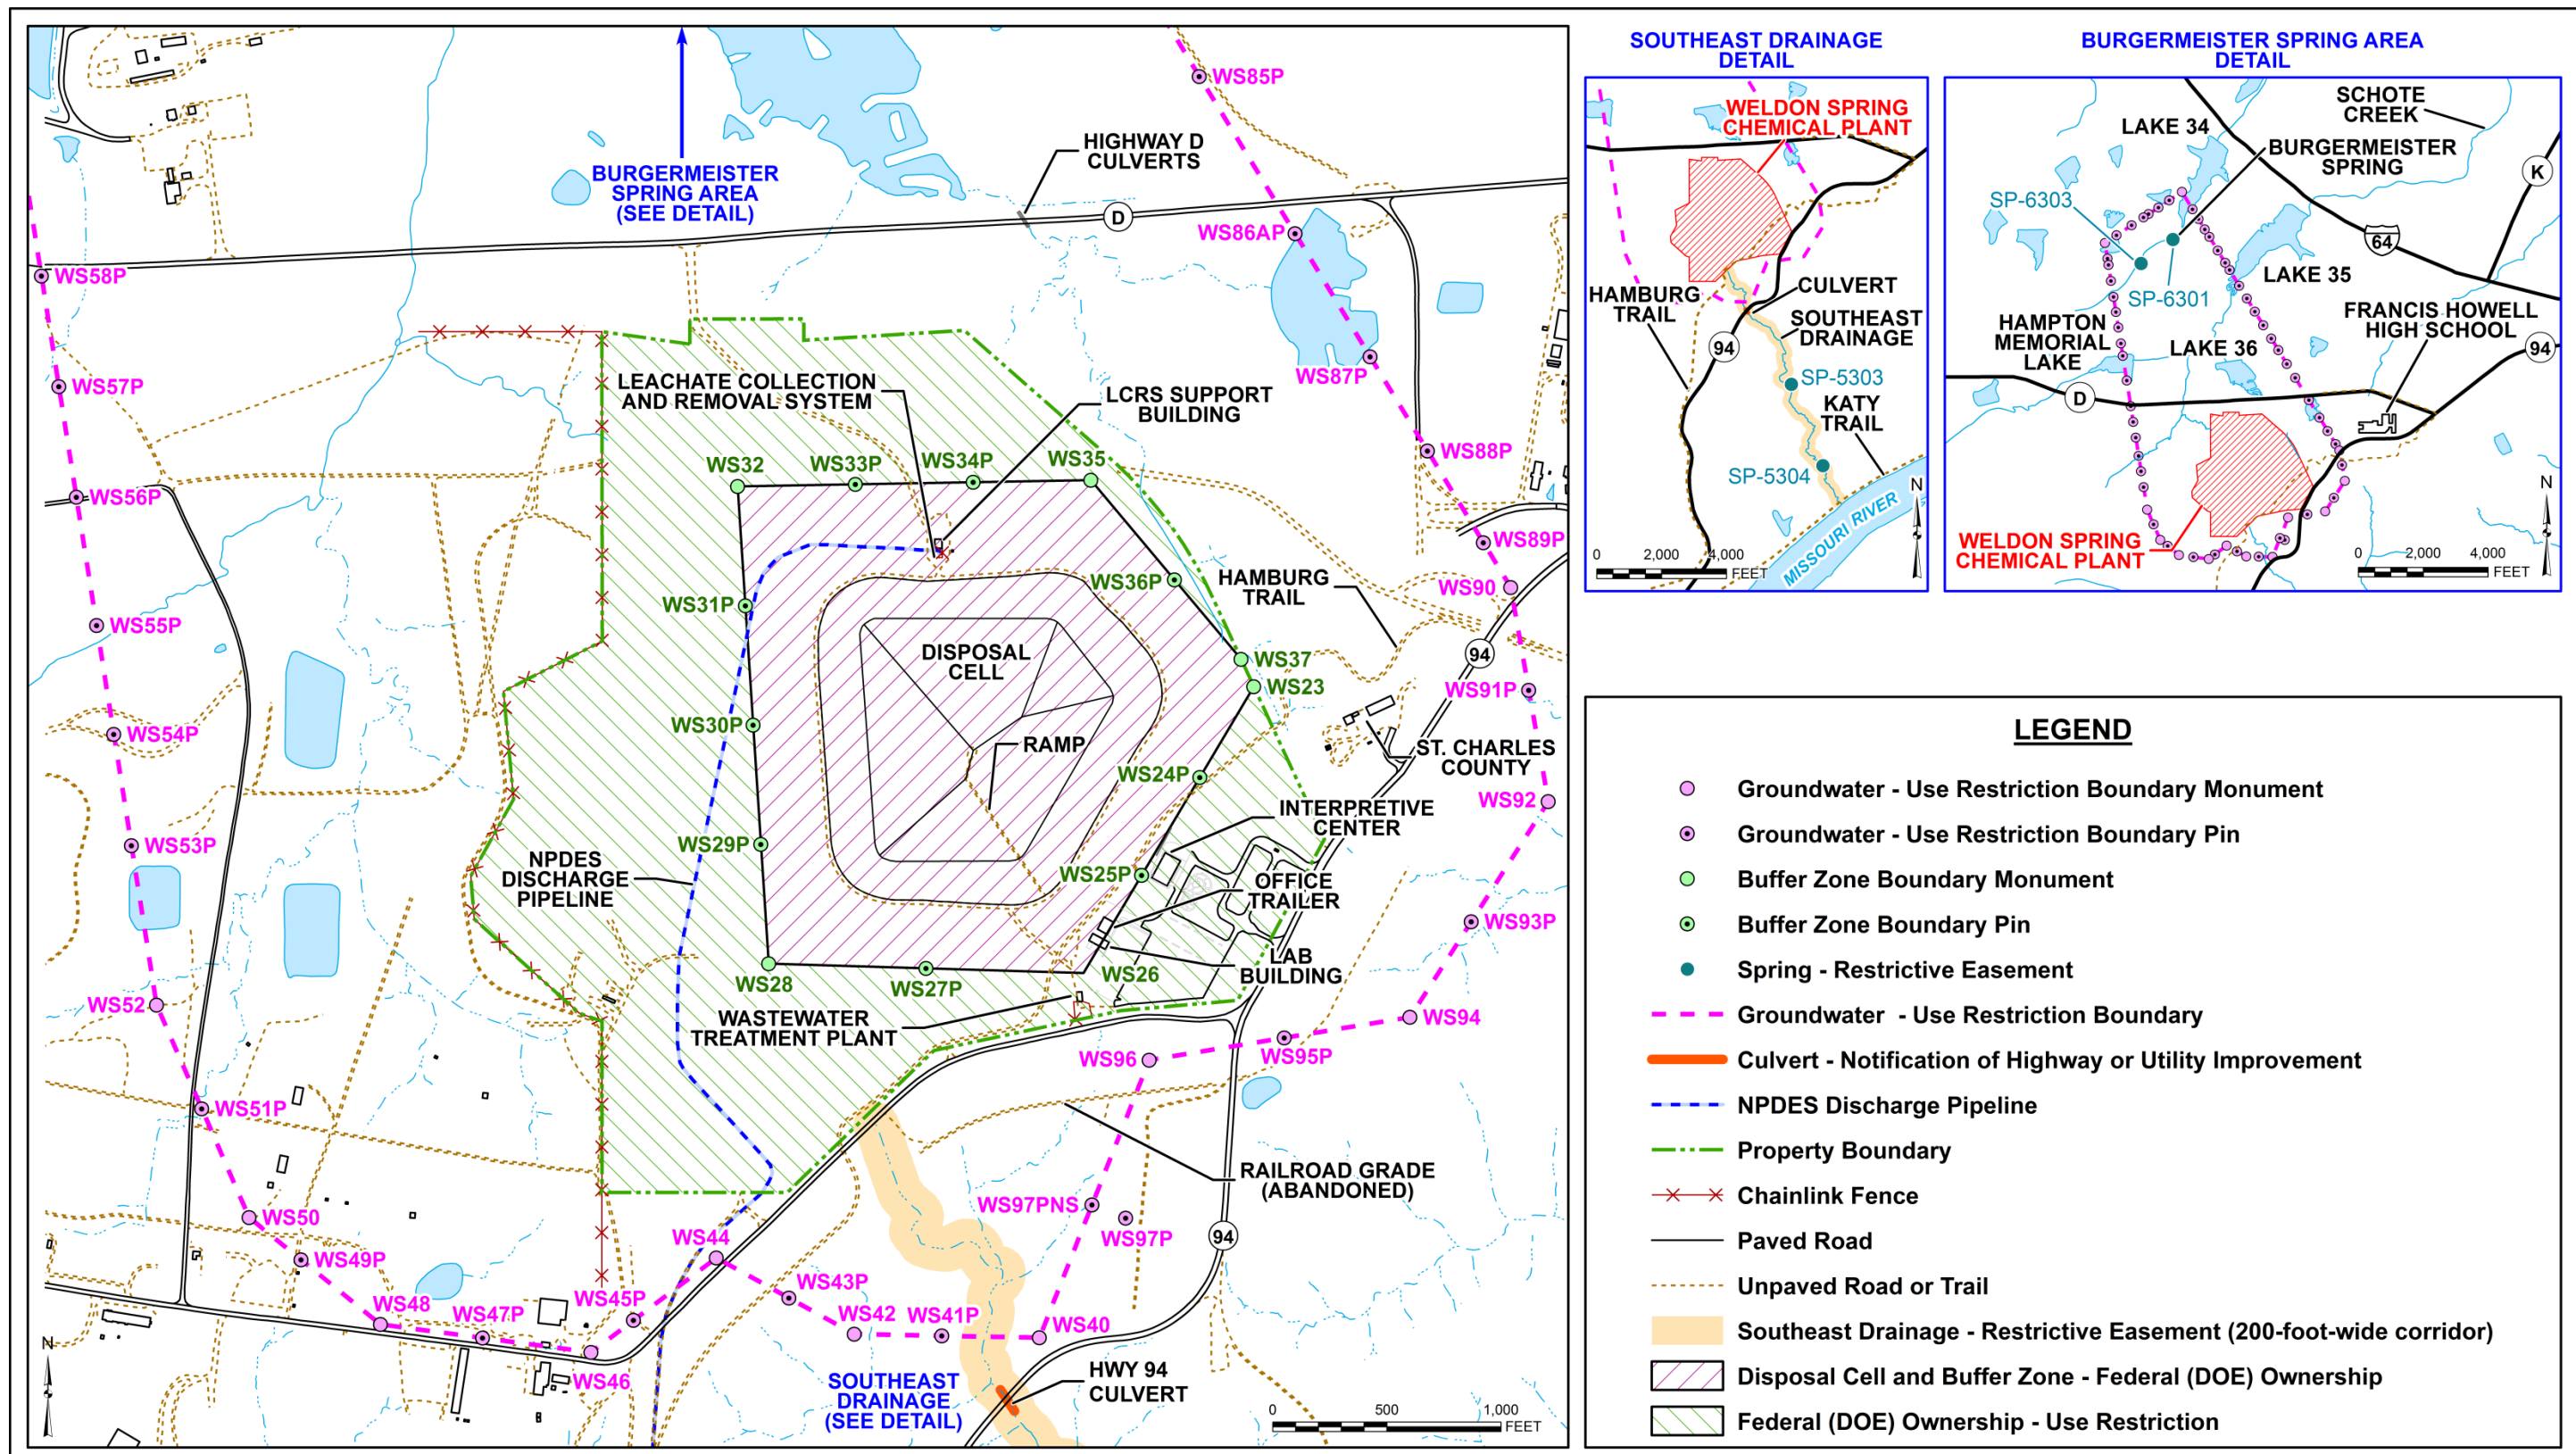 WS85P
HIGHWAY D
CULVERTS
BURGERMEISTER
SPRING AREA
(SEE DETAIL)
D
WS86AP
WS58P
WS87P
WS57P
LEACHATE COLLECTION
AND REMOVAL SYSTEM
LCRS SUPPORT
BUILDING
WS88P
WS32
WS33P
WS34P
WS35
WS56P
WS89P
WS36P
HAMBURG
TRAIL
WS90
WS31P
WS55P
DISPOSAL
CELL
WS37
94
WS23
WS91P
WS30P
WS54P
RAMP
ST. CHARLES
COUNTY
WS24P
WS92
INTERPRETIVE
CENTER
WS29P
WS53P
NPDES
DISCHARGE
PIPELINE
WS25P
OFFICE
TRAILER
WS93P
LAB
BUILDING
WS28
WS27P
WS26
WS52
WASTEWATER
TREATMENT PLANT
WS94
WS96
WS95P
WS51P
RAILROAD GRADE
(ABANDONED)
WS97PNS
WS97P
94
WS50
WS44
WS49P
WS43P
WS48
WS47P
WS45P
WS42
WS41P
WS40
WS46
N
SOUTHEAST
DRAINAGE
(SEE DETAIL)
HWY 94
CULVERT
0 500 1,000
FEET
SOUTHEAST DRAINAGE
DETAIL
WELDON SPRING
CHEMICAL PLANT
HAMBURG
TRAIL
CULVERT
SOUTHEAST
DRAINAGE
94
SP-5303
KATY
TRAIL
SP-5304
MISSOURI RIVER
N
0 2,000 4,000
FEET
BURGERMEISTER SPRING AREA
DETAIL
SCHOTE
CREEK
LAKE 34
BURGERMEISTER
SPRING
K
SP-6303
64
LAKE 35
SP-6301
FRANCIS HOWELL
HIGH SCHOOL
HAMPTON
MEMORIAL
LAKE
LAKE 36
94
D
WELDON SPRING
CHEMICAL PLANT
N
0 2,000 4,000
FEET
LEGEND
Groundwater - Use Restriction Boundary Monument
Groundwater - Use Restriction Boundary Pin
Buffer Zone Boundary Monument
Buffer Zone Boundary Pin
Spring - Restrictive Easement
Groundwater - Use Restriction Boundary
Culvert - Notification of Highway or Utility Improvement
NPDES Discharge Pipeline
Property Boundary
Chainlink Fence
Paved Road
Unpaved Road or Trail
Southeast Drainage - Restrictive Easement (200-foot-wide corridor)
Disposal Cell and Buffer Zone - Federal (DOE) Ownership
Federal (DOE) Ownership - Use Restriction